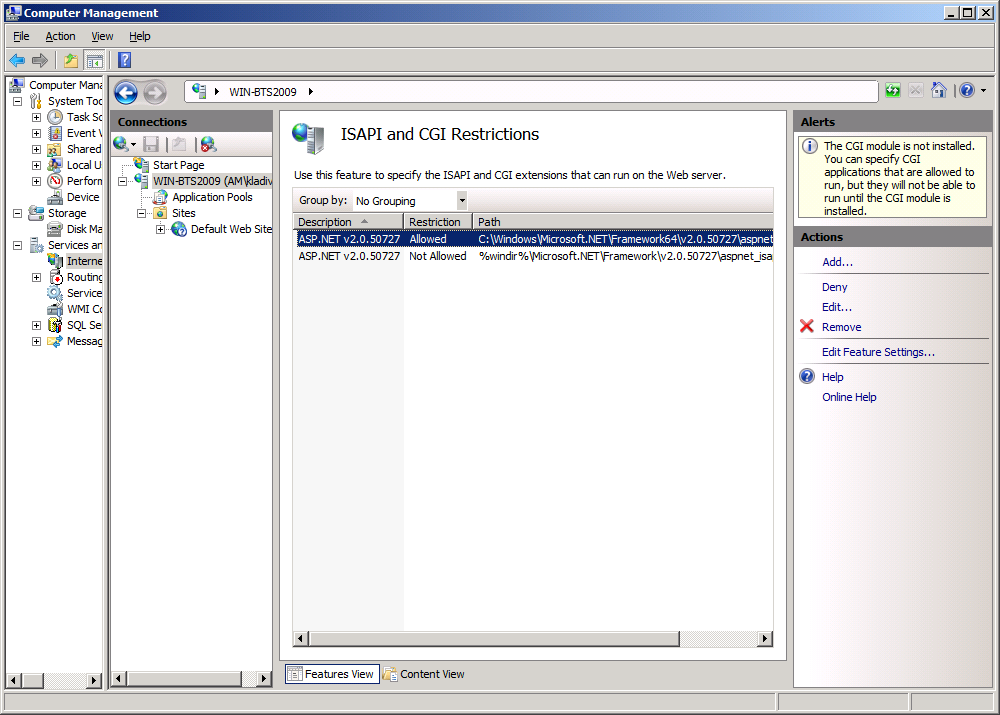 Computer Management
File Action View Help
WIN-BTS2009
Computer Mana
System Too
Task Sc
Event V
Shared
Local U
Perform
Device
Storage
Disk Ma
Services an
Interne
Routing
Service
WMI Co
SQL Se
Messag
Connections
Start Page
WIN-BTS2009 (AM\kladiv
Application Pools
Sites
Default Web Site
ISAPI and CGI Restrictions
Use this feature to specify the ISAPI and CGI extensions that can run on the Web server.
Group by: No Grouping
Description Restriction Path
ASP.NET v2.0.50727 Allowed C:\Windows\Microsoft.NET\Framework64\v2.0.50727\aspnet
ASP.NET v2.0.50727 Not Allowed %windir%\Microsoft.NET\Framework\v2.0.50727\aspnet_isa
Features View Content View
Alerts
The CGI module is not installed.
You can specify CGI
applications that are allowed to
run, but they will not be able to
run until the CGI module is
installed.
Actions
Add...
Deny
Edit...
Remove
Edit Feature Settings...
Help
Online Help